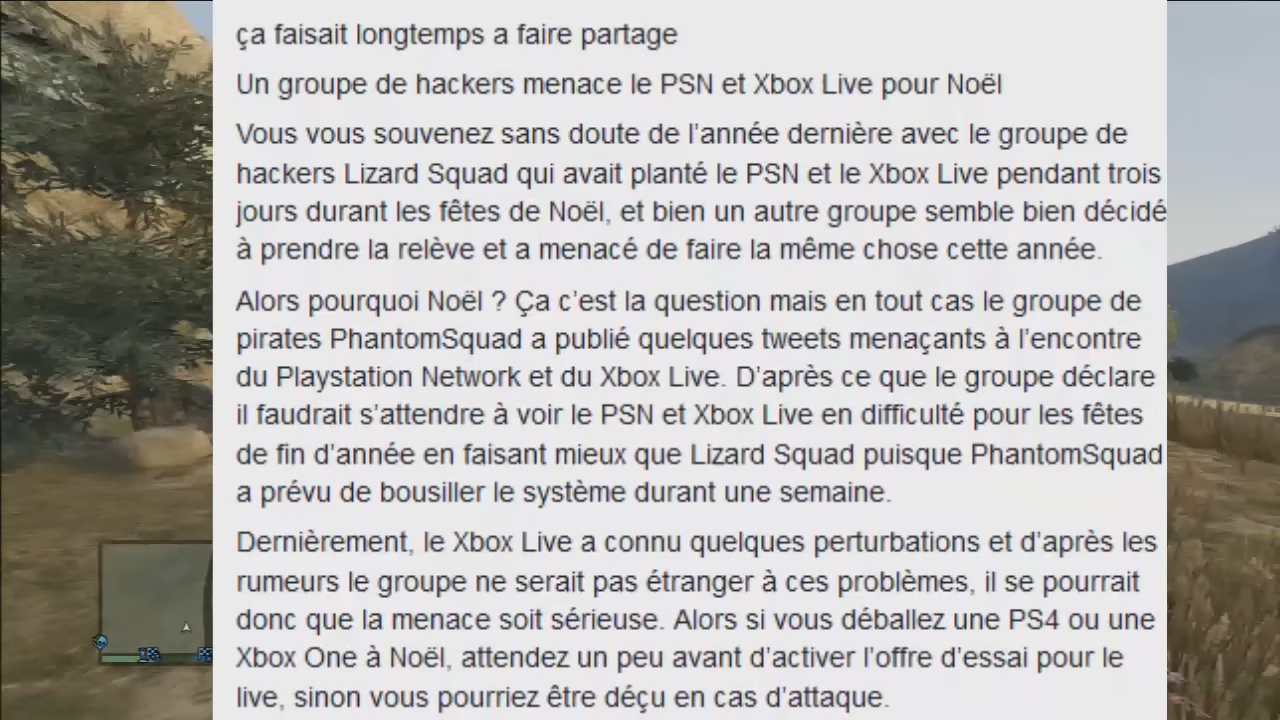 ça faisait longtemps a faire partage
Un groupe de hackers menace le PSN et Xbox Live pour Noël
Vous vous souvenez sans doute de l'année dernière avec le groupe de
hackers Lizard Squad qui avait planté le PSN et le Xbox Live pendant trois
jours durant les fêtes de Noël, et bien un autre groupe semble bien décidé
à prendre la relève et a menacé de faire la même chose cette année.
Alors pourquoi Noël ? Ça c'est la question mais en tout cas le groupe de
pirates PhantomSquad a publié quelques tweets menaçants à l'encontre
du Playstation Network et du Xbox Live. D'après ce que le groupe déclare
il faudrait s'attendre à voir le PSN et Xbox Live en difficulté pour les fêtes
de fin d'année en faisant mieux que Lizard Squad puisque PhantomSquad
a prévu de bousiller le système durant une semaine.
Dernièrement, le Xbox Live a connu quelques perturbations et d'après les
rumeurs le groupe ne serait pas étranger à ces problèmes, il se pourrait
donc que la menace soit sérieuse. Alors si vous déballez une PS4 ou une
Xbox One à Noël, attendez un peu avant d'activer l'offre d'essai pour le
live, sinon vous pourriez être déçu en cas d'attaque.